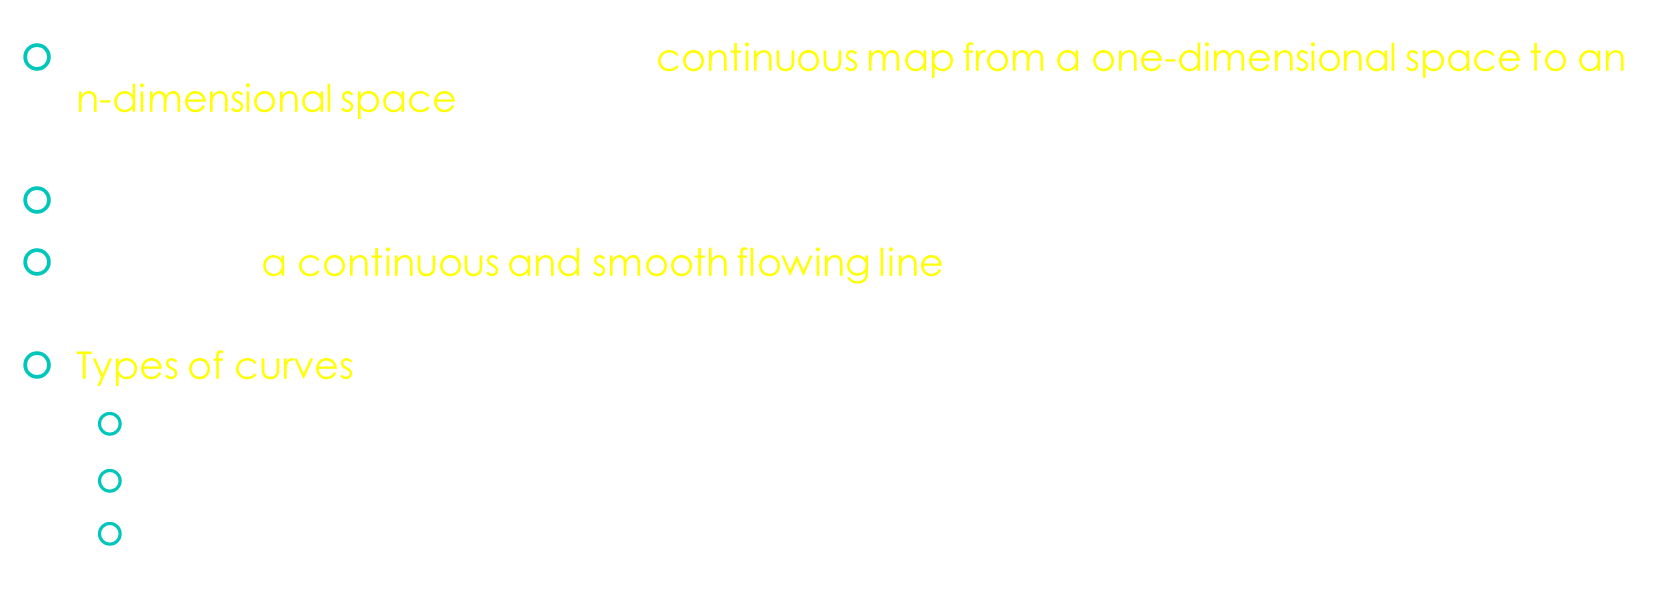 continuous map from a one-dimensional space to an
n-dimensional space
a continuous and smooth flowing line
Types of curves